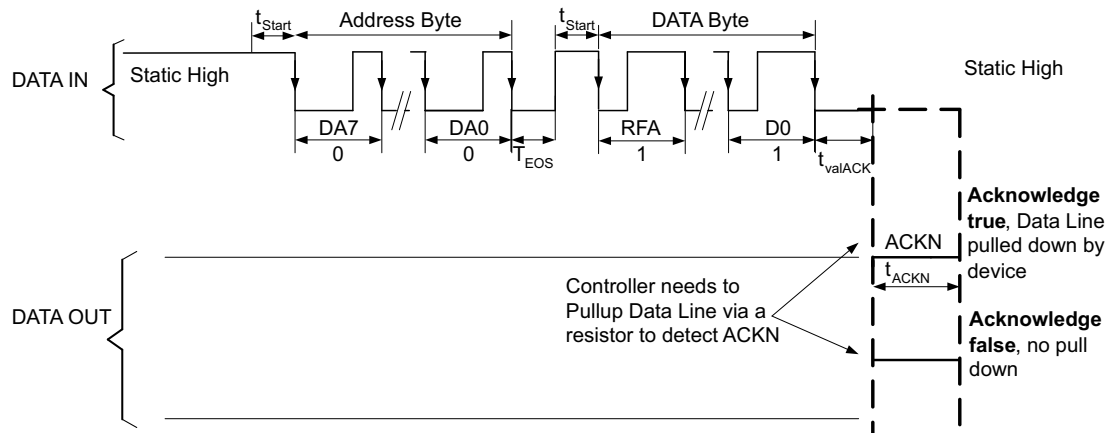 tStart
Address Byte
tStart
DATA Byte
DATA IN
Static High
Static High
DA7
0
DA0
0
TEOS
RFA
1
D0
1
tvalACK
Acknowledge
true, Data Line
pulled down by
device
ACKN
tACKN
Controller needs to
Pullup Data Line via a
resistor to detect ACKN
DATA OUT
Acknowledge
false, no pull
down